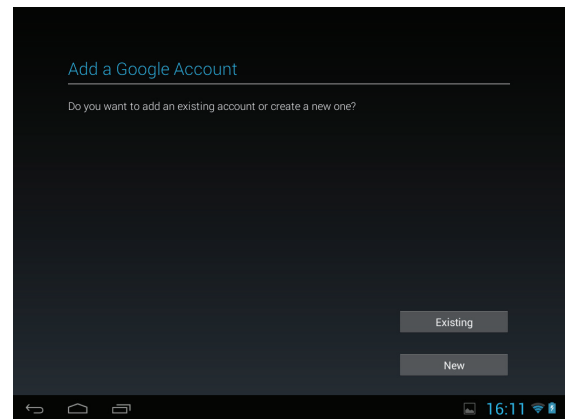 Add a Google Account
Do you want to add an existing account or create a new one?
Existing
New
16:11